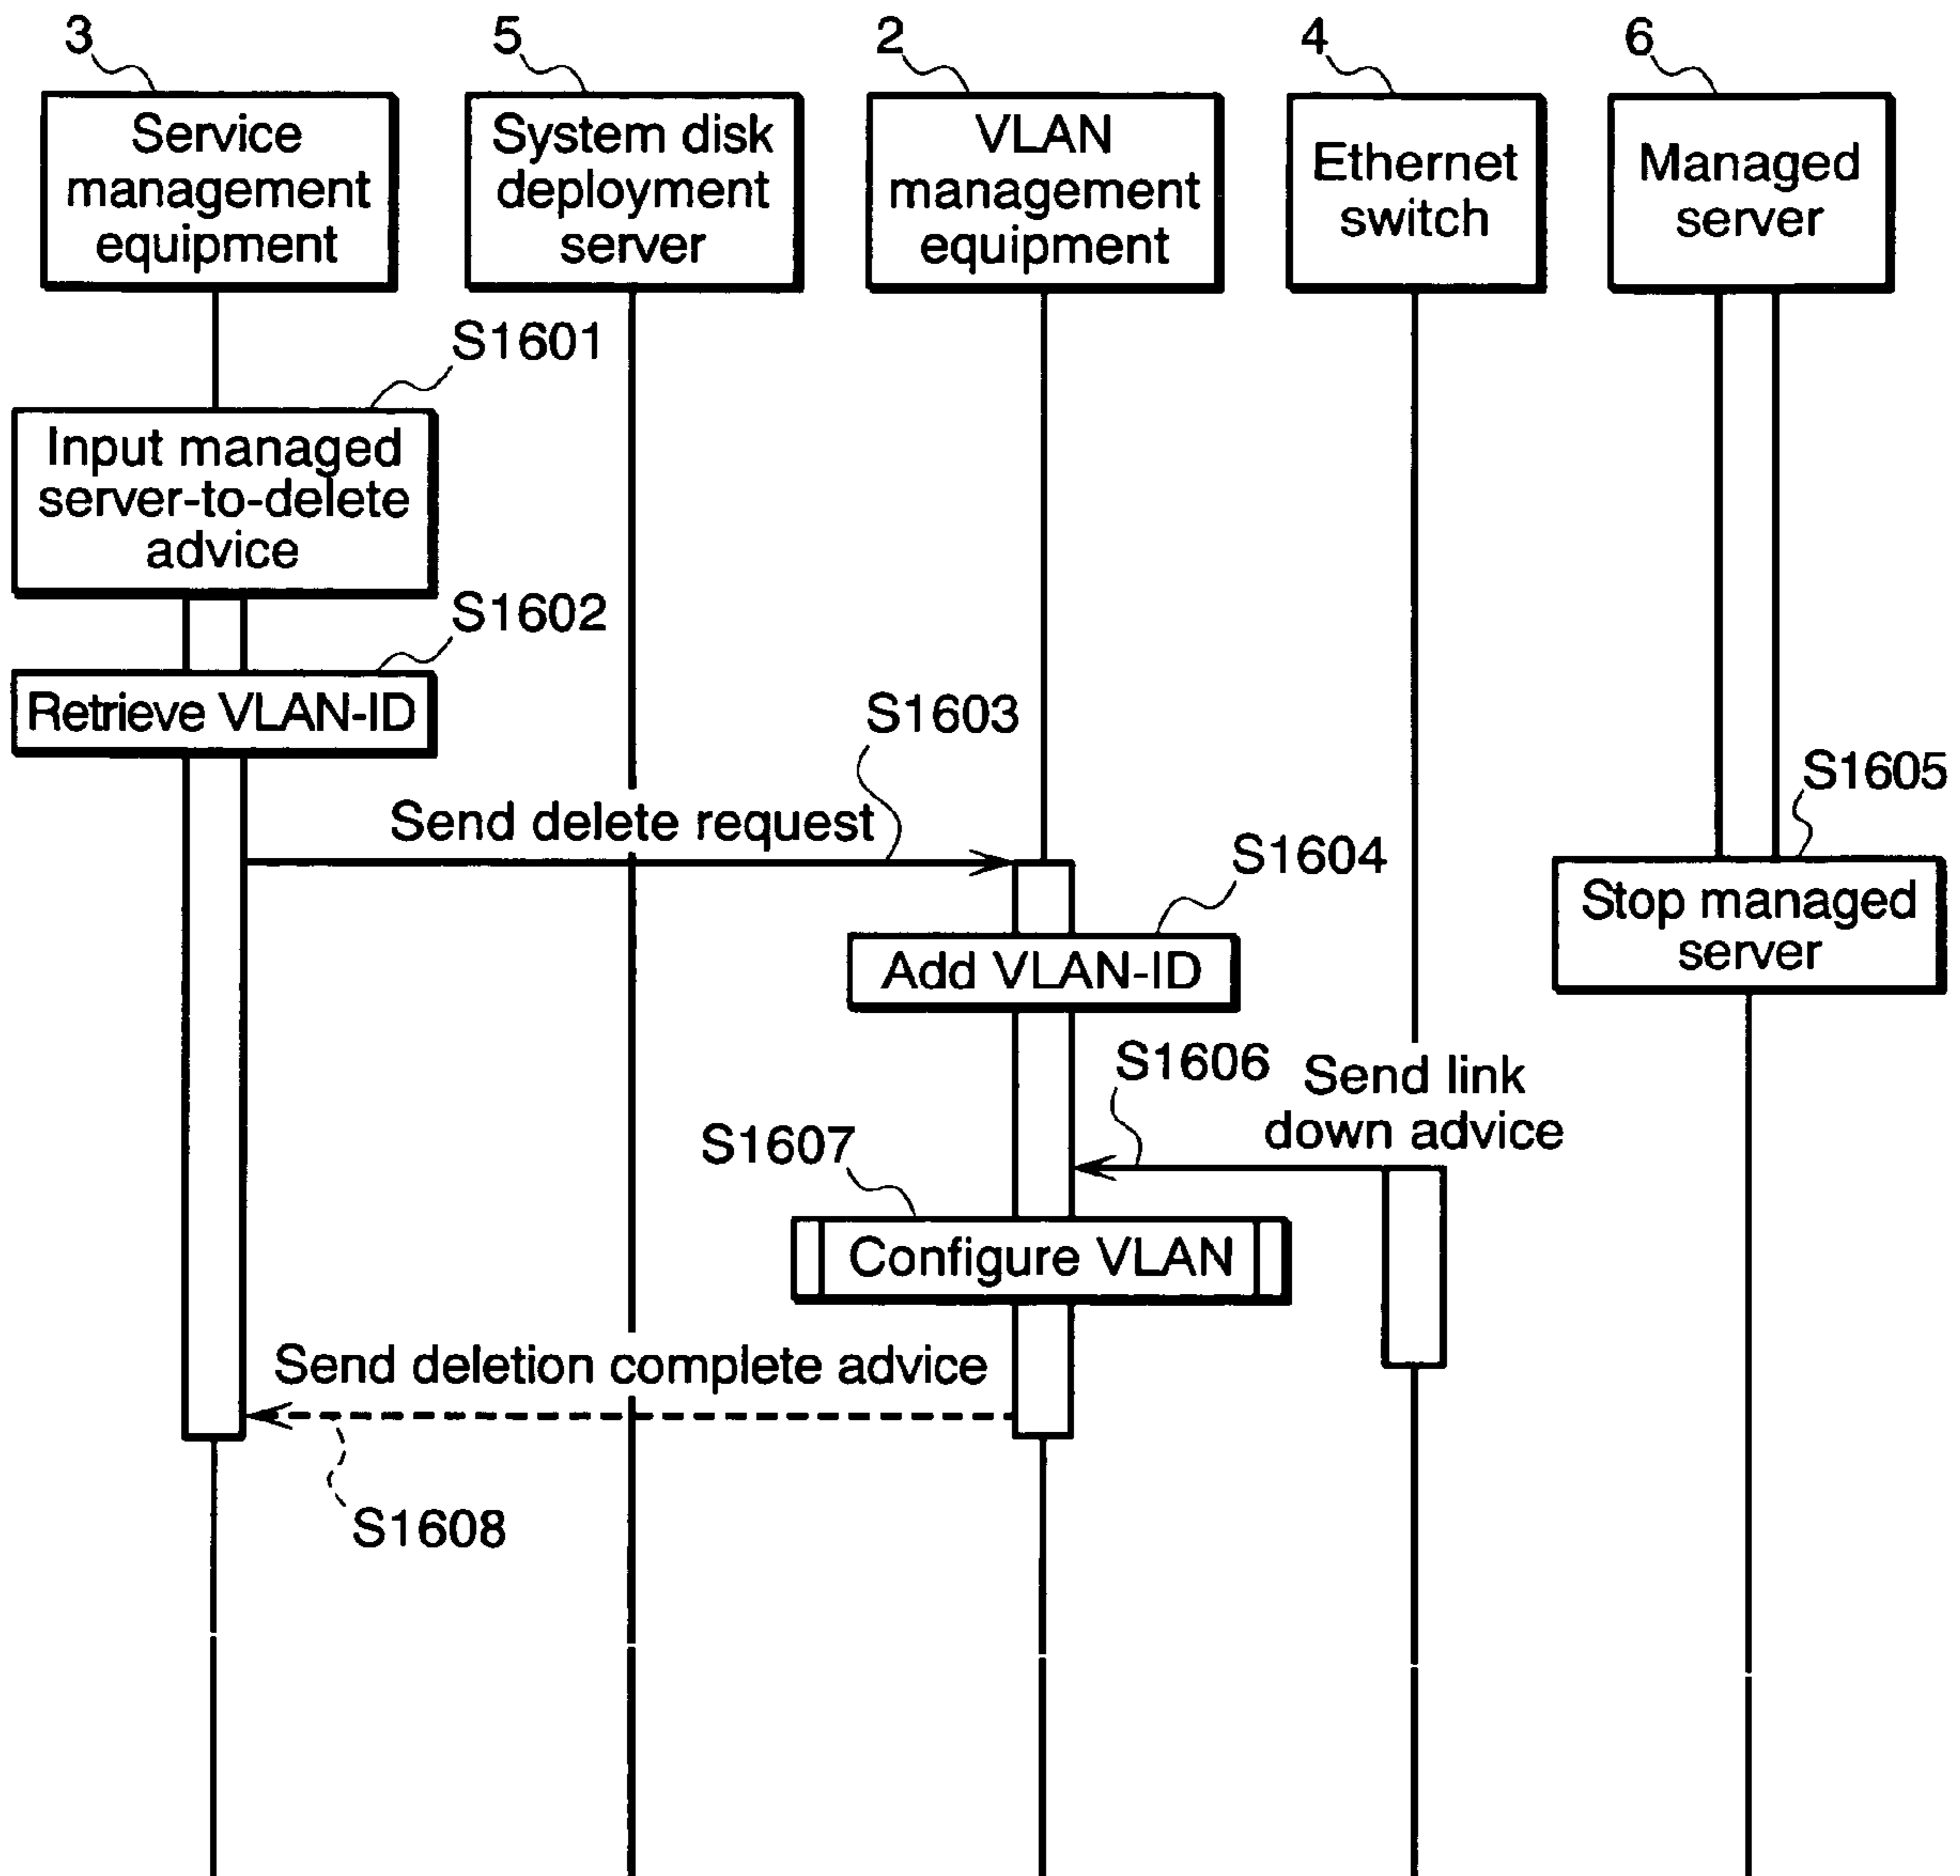 3
5
2
4
6
Service
management
equipment
System disk
deployment
server
VLAN
management
equipment
Ethernet
switch
Managed
server
S1601
Input managed
server-to-delete
advice
S1602
Retrieve VLAN-ID
S1603
Send delete request
S1604
Add VLAN-ID
S1605
Stop managed
server
S1606
Send link
down advice
S1607
Configure VLAN
Send deletion complete advice
S1608